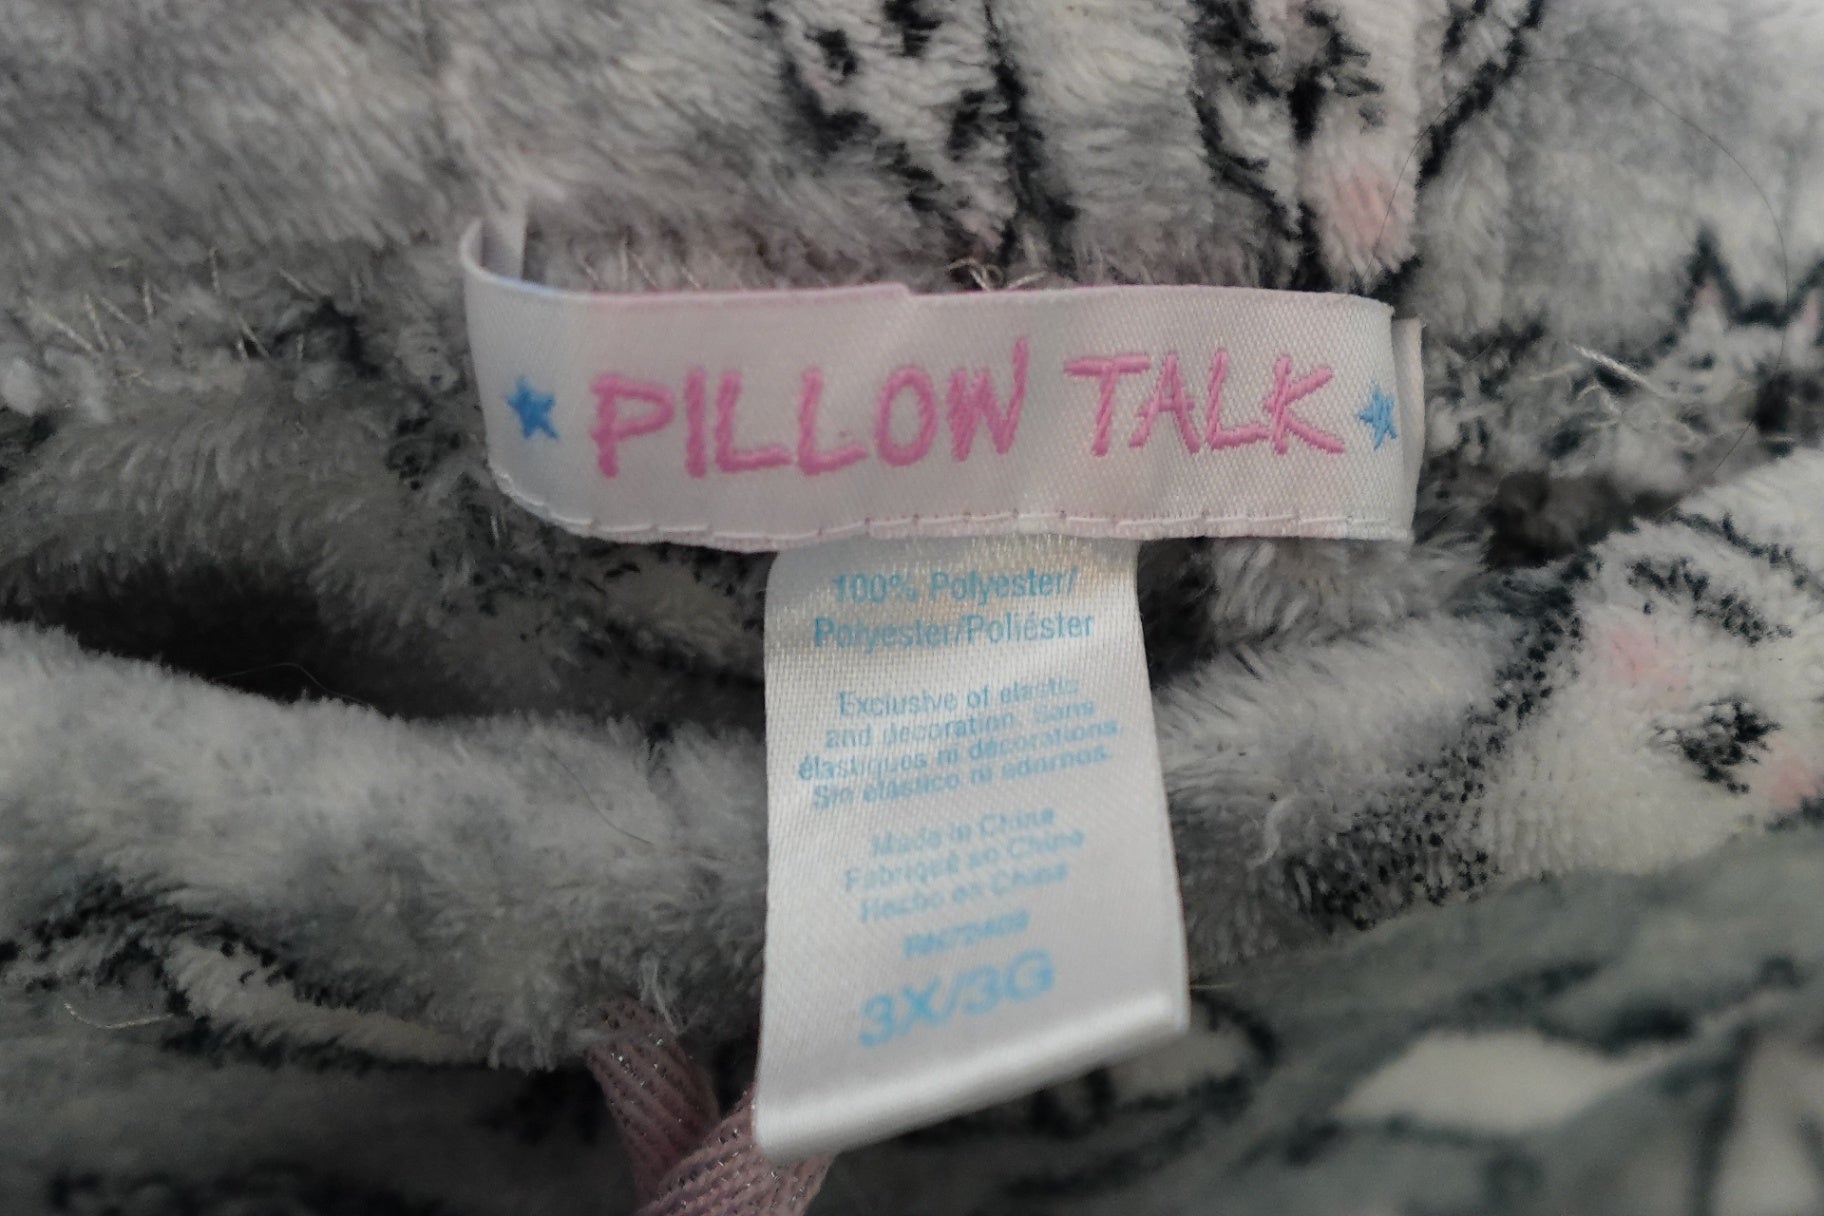 PILLOW TALK
100% Polyester/
Polyester/Poliéster
Exclusive of elastic
and decoration. Sans
élastiques ni décorations.
Sin elástico ni adornos.
Made in China
Fabriqué en Chine
Hecho en China
3X/3G